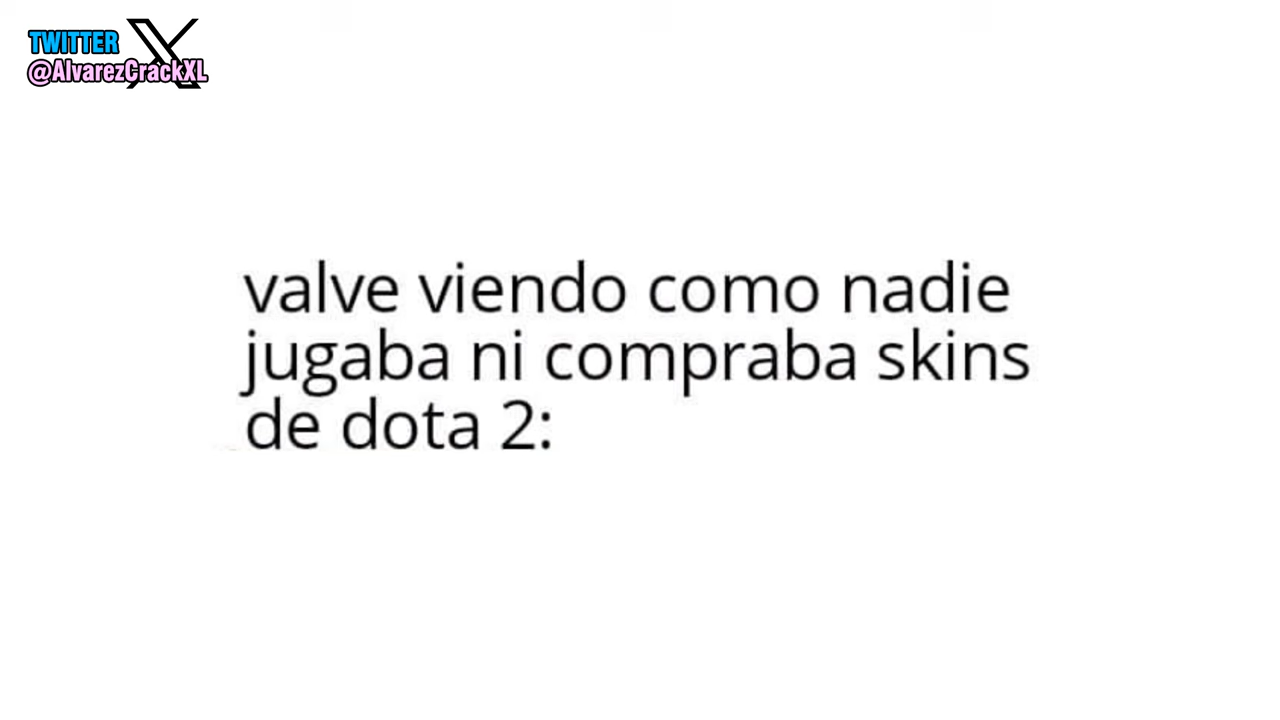 TWITTER
@AlvarezCrackXL
valve viendo como nadie
jugaba ni compraba skins
de dota 2: